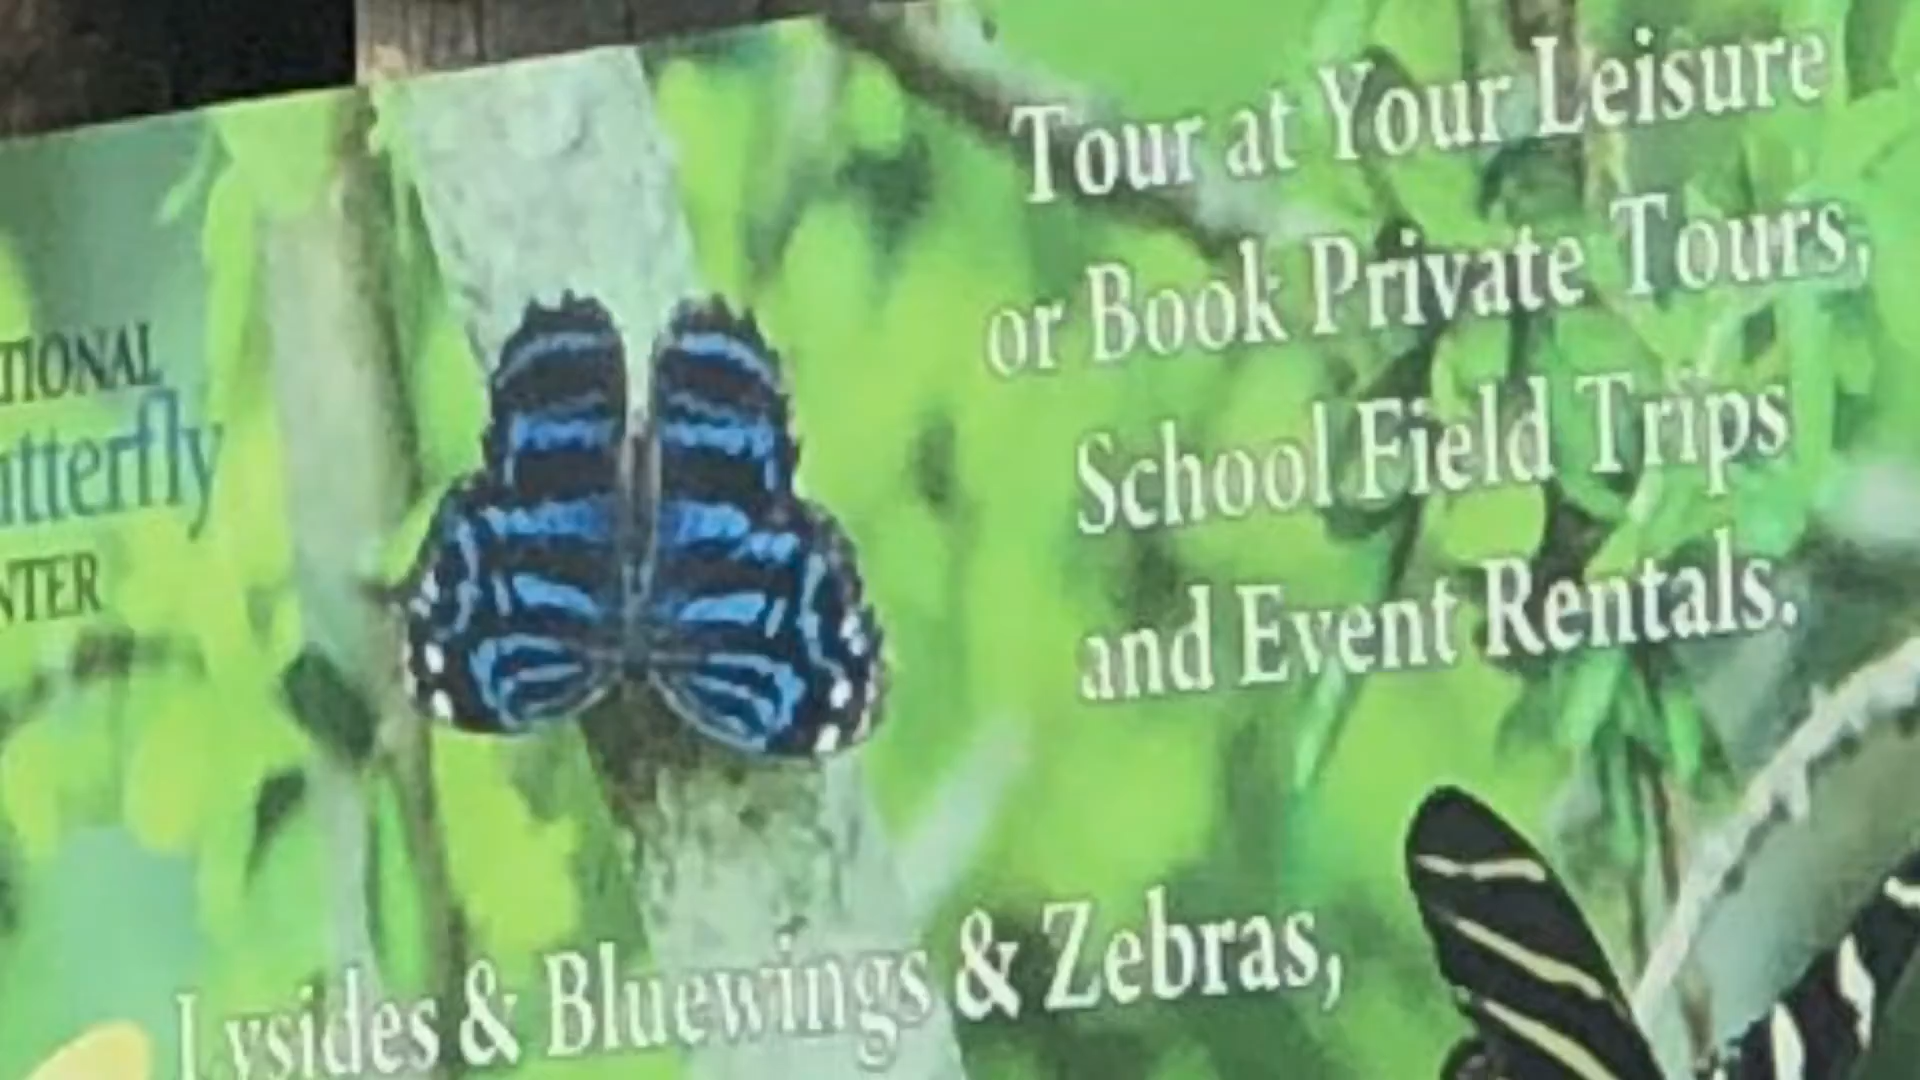 TIONAL
utterfly
NTER
Tour at Your Leisure
or Book Private Tours,
School Field Trips
and Event Rentals.
Lysides & Bluewings & Zebras,